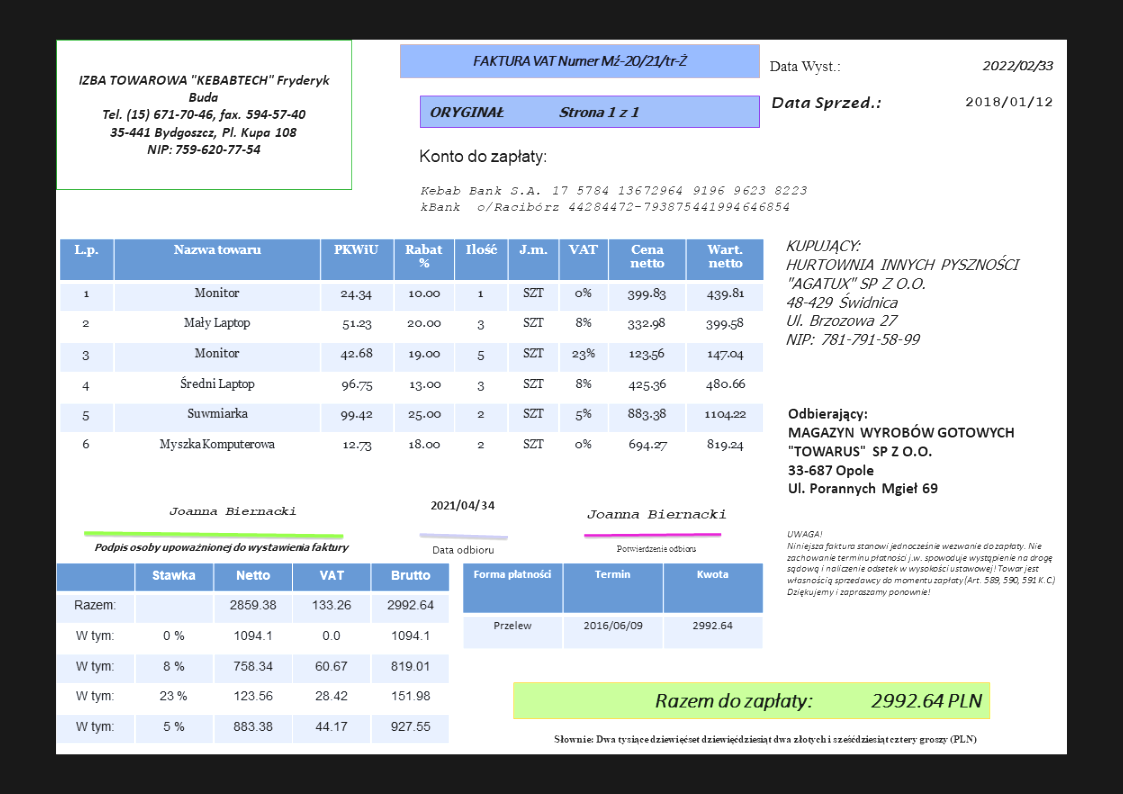 IZBA TOWAROWA "KEBABTECH" Fryderyk
Buda
Tel. (15) 671-70-46, fax. 594-57-40
35-441 Bydgoszcz, Pl. Kupa 108
NIP: 759-620-77-54
FAKTURA VAT Numer Mź-20/21/tr-Ż
ORYGINAŁ Strona 1 z 1
Data Wyst.: 2022/02/33
Data Sprzed.: 2018/01/12
Konto do zapłaty:
Kebab Bank S.A. 17 5784 13672964 9196 9623 8223
kBank o/Racibórz 44284472-793875441994646854
L.p. Nazwa towaru PKWiU Rabat % Ilość J.m. VAT Cena netto Wart. netto
1 Monitor 24.34 10.00 1 SZT 0% 399.83 439.81
2 Mały Laptop 51.23 20.00 3 SZT 8% 332.98 399.58
3 Monitor 42.68 19.00 5 SZT 23% 123.56 147.04
4 Średni Laptop 96.75 13.00 3 SZT 8% 425.36 480.66
5 Suwmiarka 99.42 25.00 2 SZT 5% 883.38 1104.22
6 Myszka Komputerowa 12.73 18.00 2 SZT 0% 694.27 819.24
KUPUJĄCY:
HURTOWNIA INNYCH PYSZNOŚCI
"AGATUX" SP Z O.O.
48-429 Świdnica
Ul. Brzozowa 27
NIP: 781-791-58-99
Odbierający:
MAGAZYN WYROBÓW GOTOWYCH
"TOWARUS" SP Z O.O.
33-687 Opole
Ul. Porannych Mgieł 69
Joanna Biernacki
Podpis osoby upoważnionej do wystawienia faktury
2021/04/34
Data odbioru
Joanna Biernacki
Potwierdzenie odbioru
UWAGA!
Niniejsza faktura stanowi jednocześnie wezwanie do zapłaty. Nie
zachowanie terminu płatności j.w. spowoduje wystąpienie na drogę
sądową i naliczenie odsetek w wysokości ustawowej! Towar jest
własnością sprzedawcy do momentu zapłaty (Art. 589, 590, 591 K.C)
Dziękujemy i zapraszamy ponownie!
Stawka Netto VAT Brutto
Razem: 2859.38 133.26 2992.64
W tym: 0 % 1094.1 0.0 1094.1
W tym: 8 % 758.34 60.67 819.01
W tym: 23 % 123.56 28.42 151.98
W tym: 5 % 883.38 44.17 927.55
Forma płatności Termin Kwota
Przelew 2016/06/09 2992.64
Razem do zapłaty: 2992.64 PLN
Słownie: Dwa tysiące dziewięćset dziewięćdziesiąt dwa złotych i sześćdziesiąt cztery groszy (PLN)